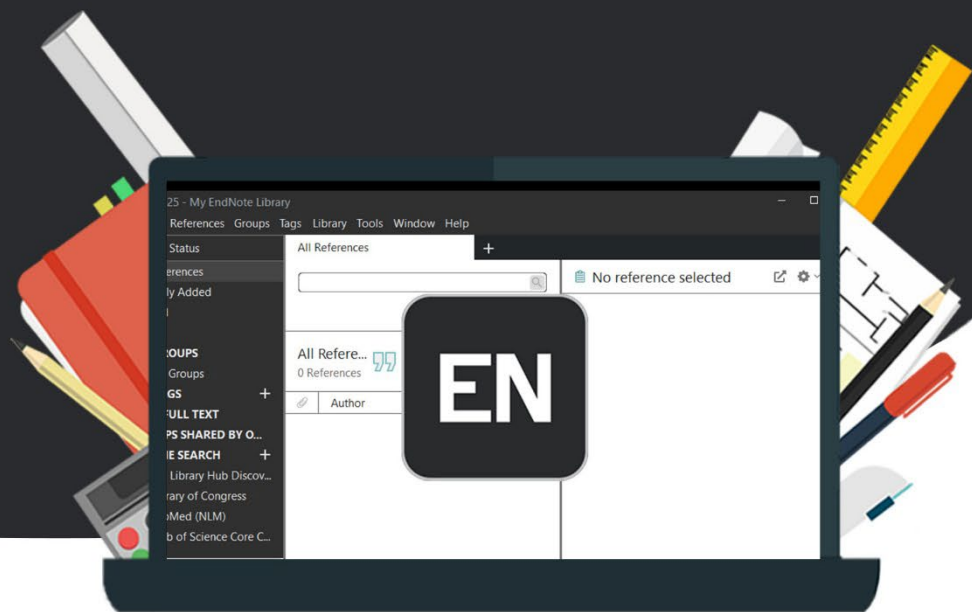 25 - My EndNote Library
References Groups Tags Library Tools Window Help
Status
All References
+
erences
ly Added
No reference selected
OUPS
Groups
GS +
FULL TEXT
PS SHARED BY O...
E SEARCH +
Library Hub Discov...
rary of Congress
Med (NLM)
b of Science Core C...
All Refere...
0 References
Author
EN